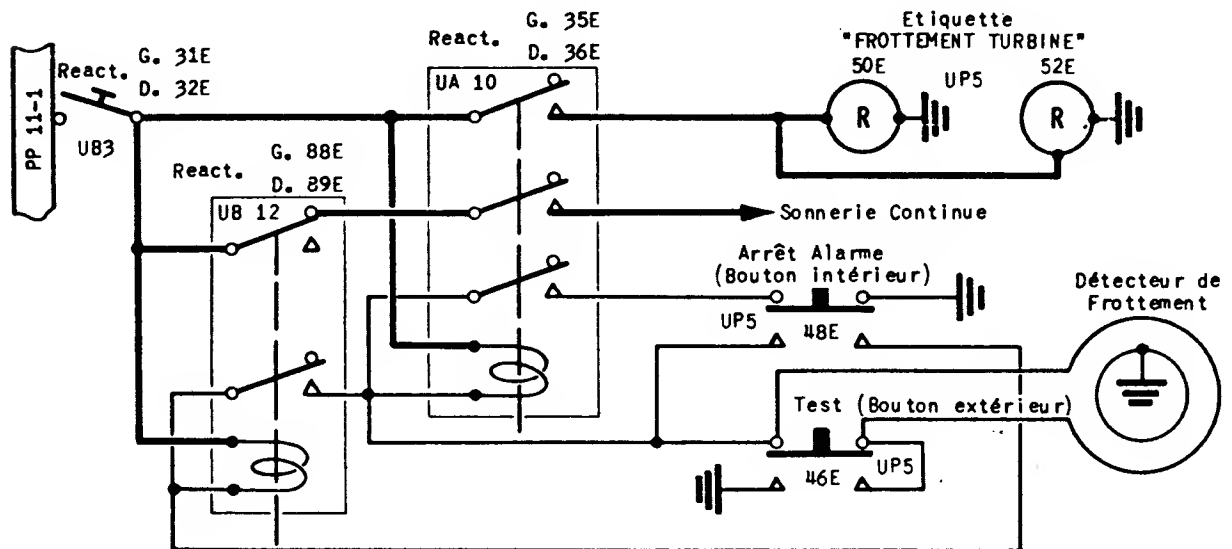 PP 11-1
React.
G. 31E
D. 32E
UB3
React.
G. 88E
D. 89E
UB 12
React.
G. 35E
D. 36E
UA 10
Etiquette
"FROTTEMENT TURBINE"
50E
UP5
52E
R
R
Sonnerie Continue
Arrêt Alarme
(Bouton intérieur)
UP5
48E
Détecteur de
Frottement
Test (Bouton extérieur)
46E
UP5